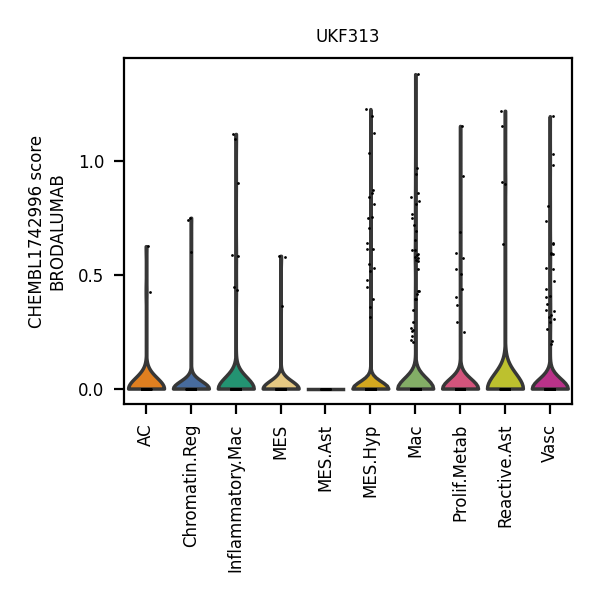 UKF313
CHEMBL1742996 score
BRODALUMAB
1.0
0.5
0.0
AC
Chromatin.Reg
Inflammatory.Mac
MES
MES.Ast
MES.Hyp
Mac
Prolif.Metab
Reactive.Ast
Vasc